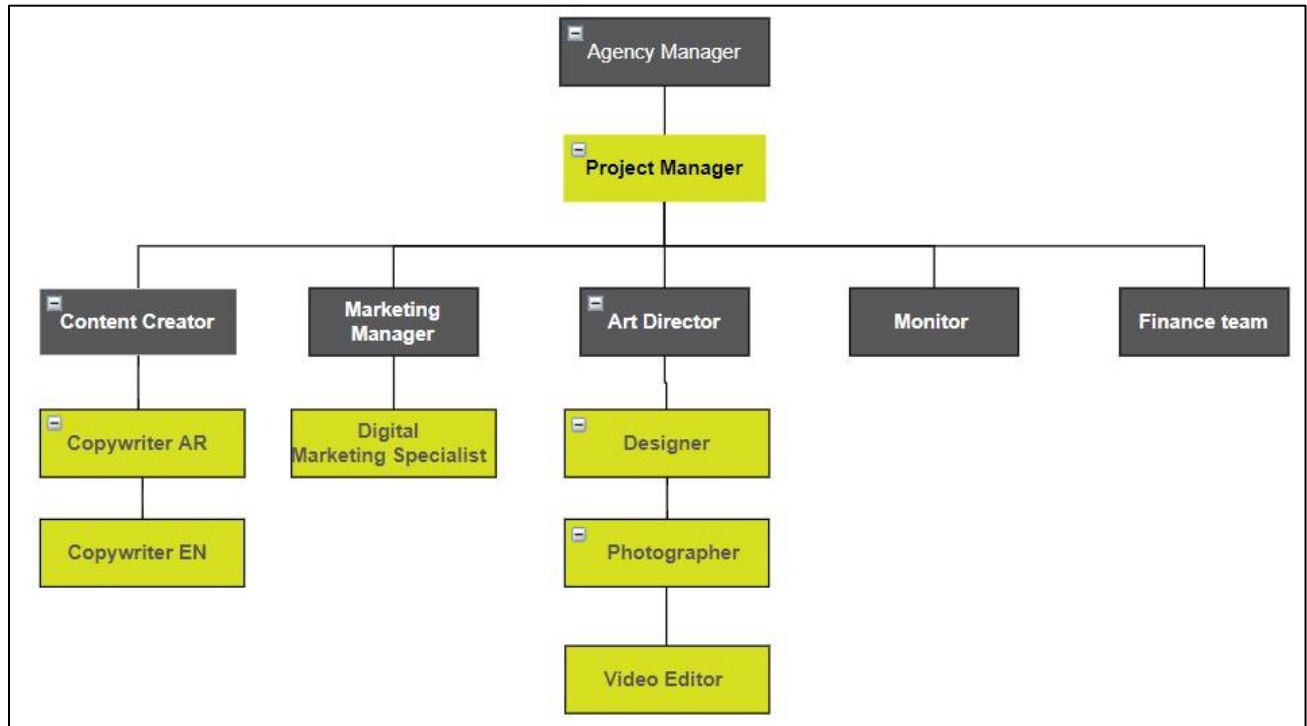 Agency Manager
Project Manager
Content Creator
Marketing
Manager
Art Director
Monitor
Finance team
Copywriter AR
Digital
Marketing Specialist
Designer
Copywriter EN
Photographer
Video Editor